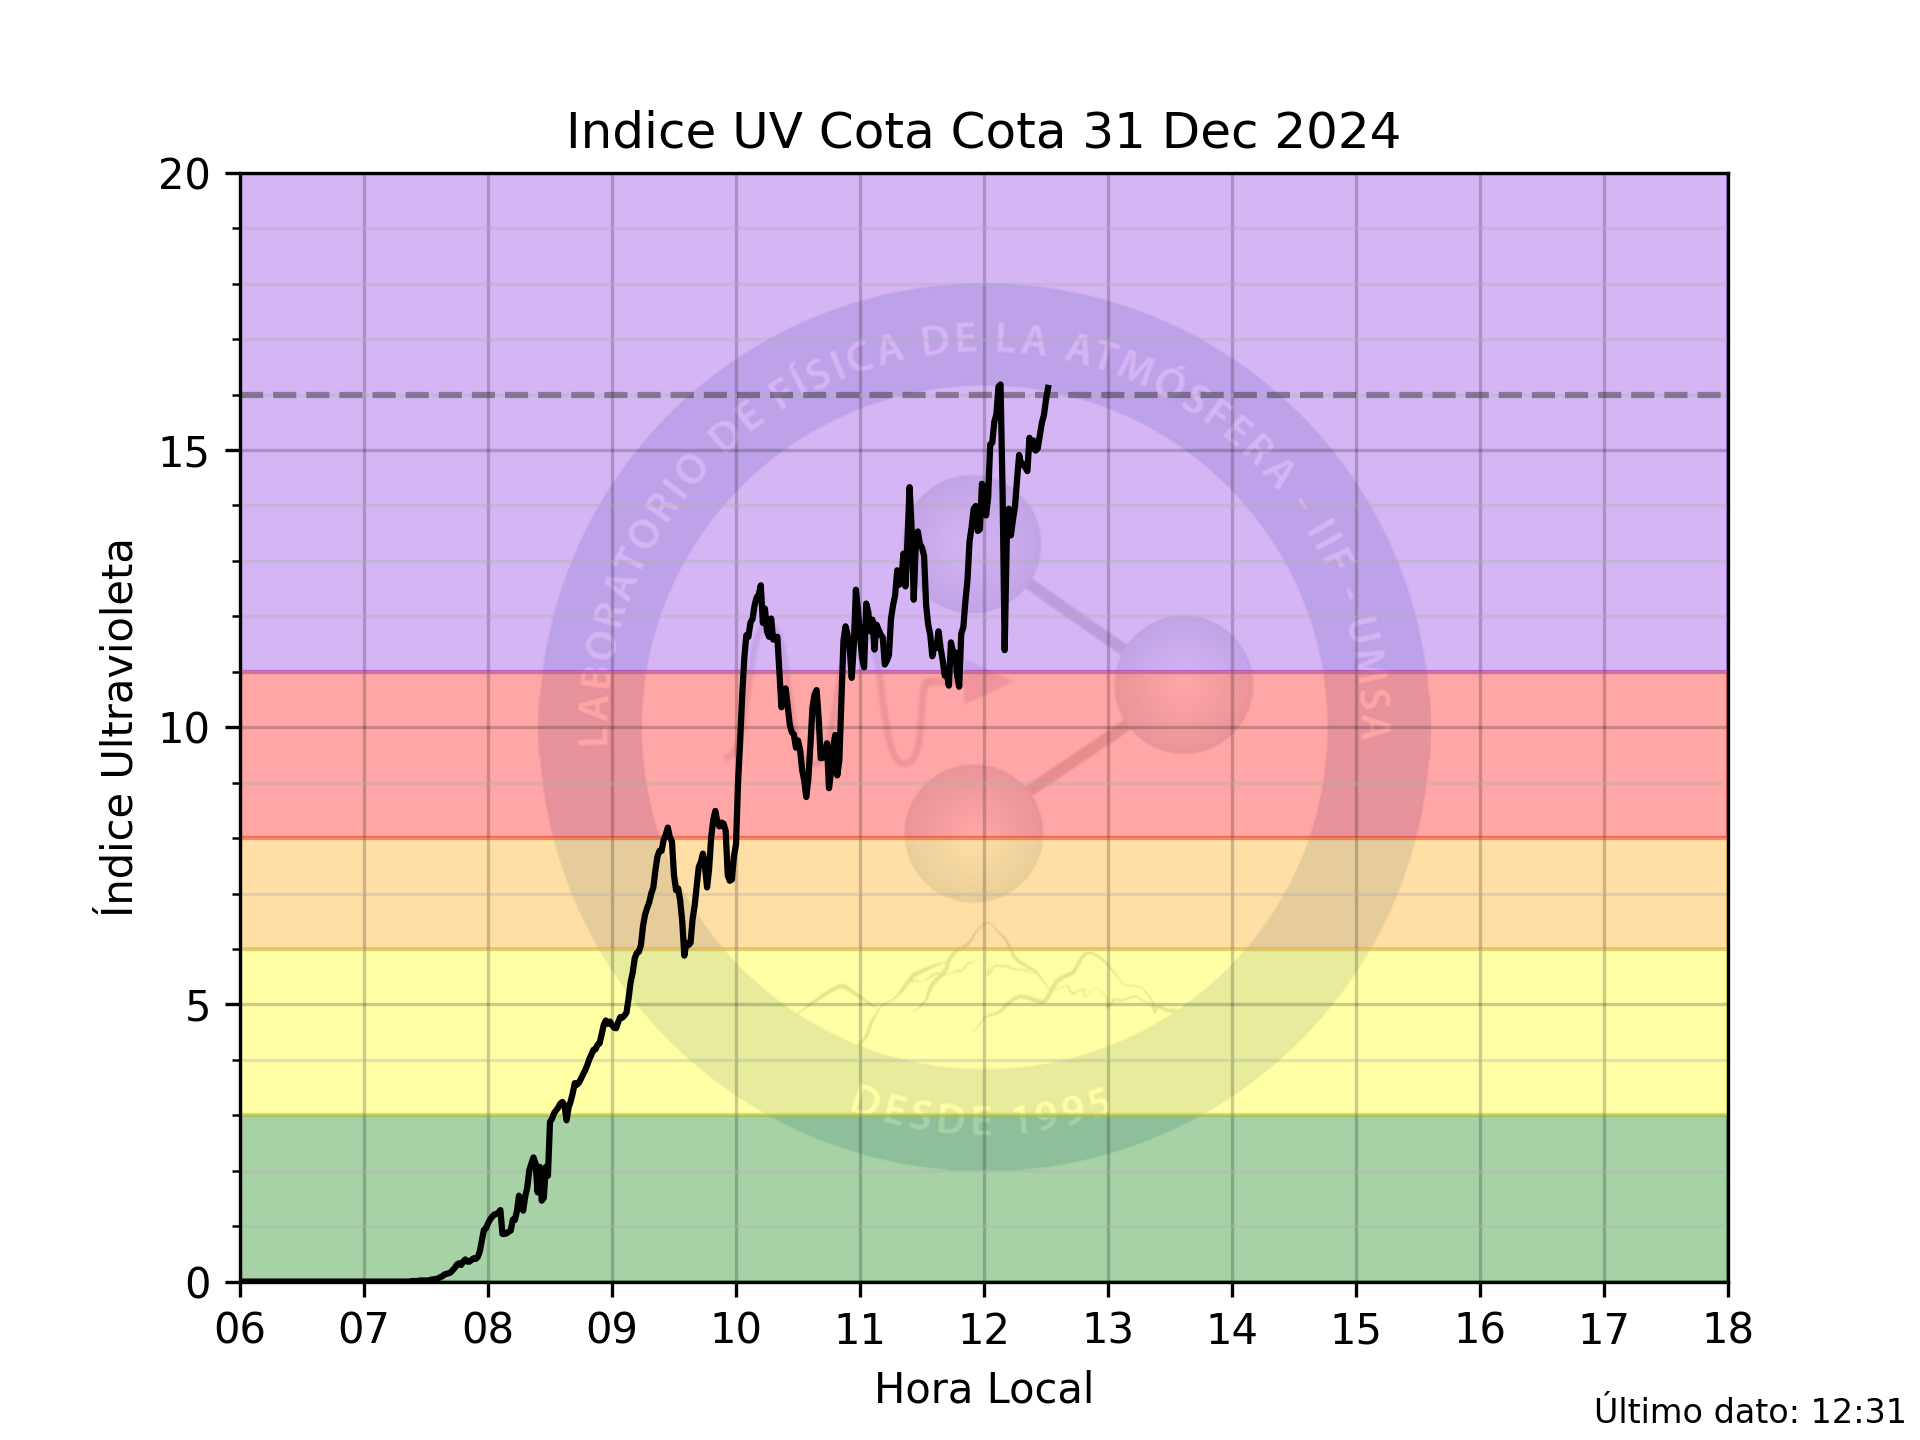 Indice UV Cota Cota 31 Dec 2024
20
15
10
5
0
Índice Ultravioleta
LABORATORIO DE FÍSICA DE LA ATMÓSFERA - IIF - UMSA
DESDE 1995
06 07 08 09 10 11 12 13 14 15 16 17 18
Hora Local
Último dato: 12:31